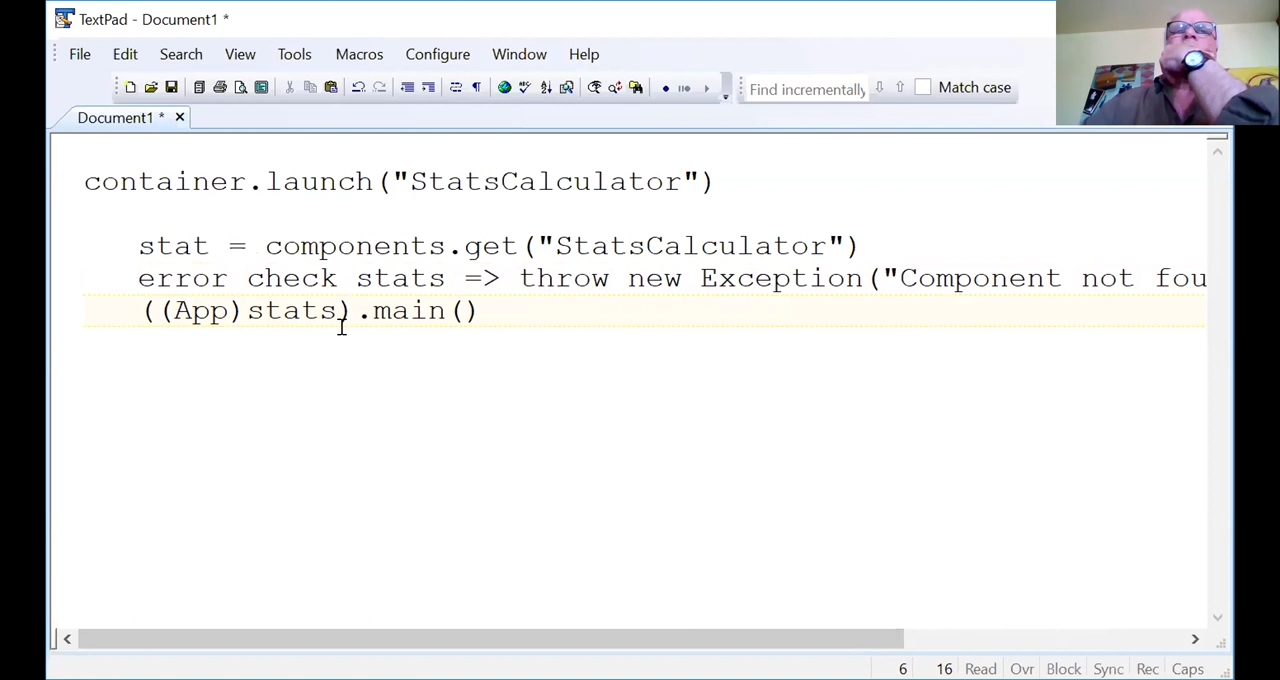 TextPad - Document1 *
File Edit Search View Tools Macros Configure Window Help
Find incrementally Match case
Document1 *
container.launch("StatsCalculator")
stat = components.get("StatsCalculator")
error check stats => throw new Exception("Component not fou
((App)stats).main()
6 16 Read Ovr Block Sync Rec Caps